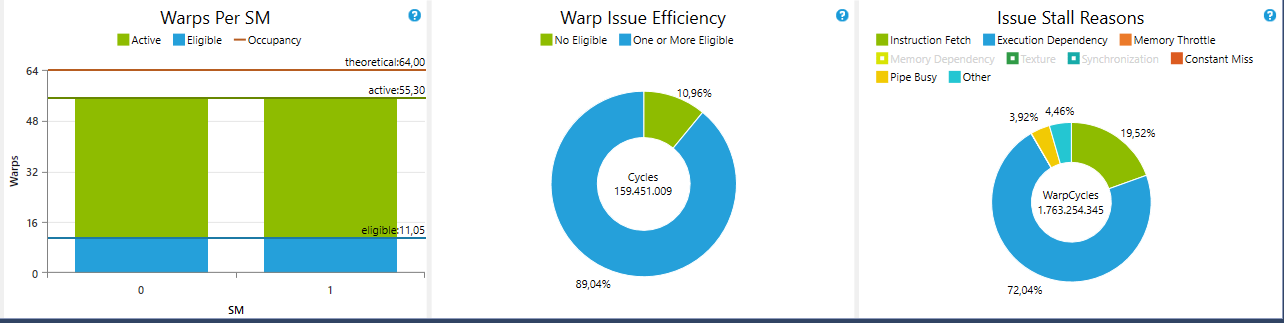 Warps Per SM
Active Eligible Occupancy
theoretical:64,00
64
active:55,30
48
32
16
eligible:11,05
0
Warps
0 1
SM
Warp Issue Efficiency
No Eligible One or More Eligible
10,96%
Cycles
159.451.009
89,04%
Issue Stall Reasons
Instruction Fetch Execution Dependency Memory Throttle
Memory Dependency Texture Synchronization Constant Miss
Pipe Busy Other
3,92% 4,46%
19,52%
WarpCycles
1.763.254.345
72,04%